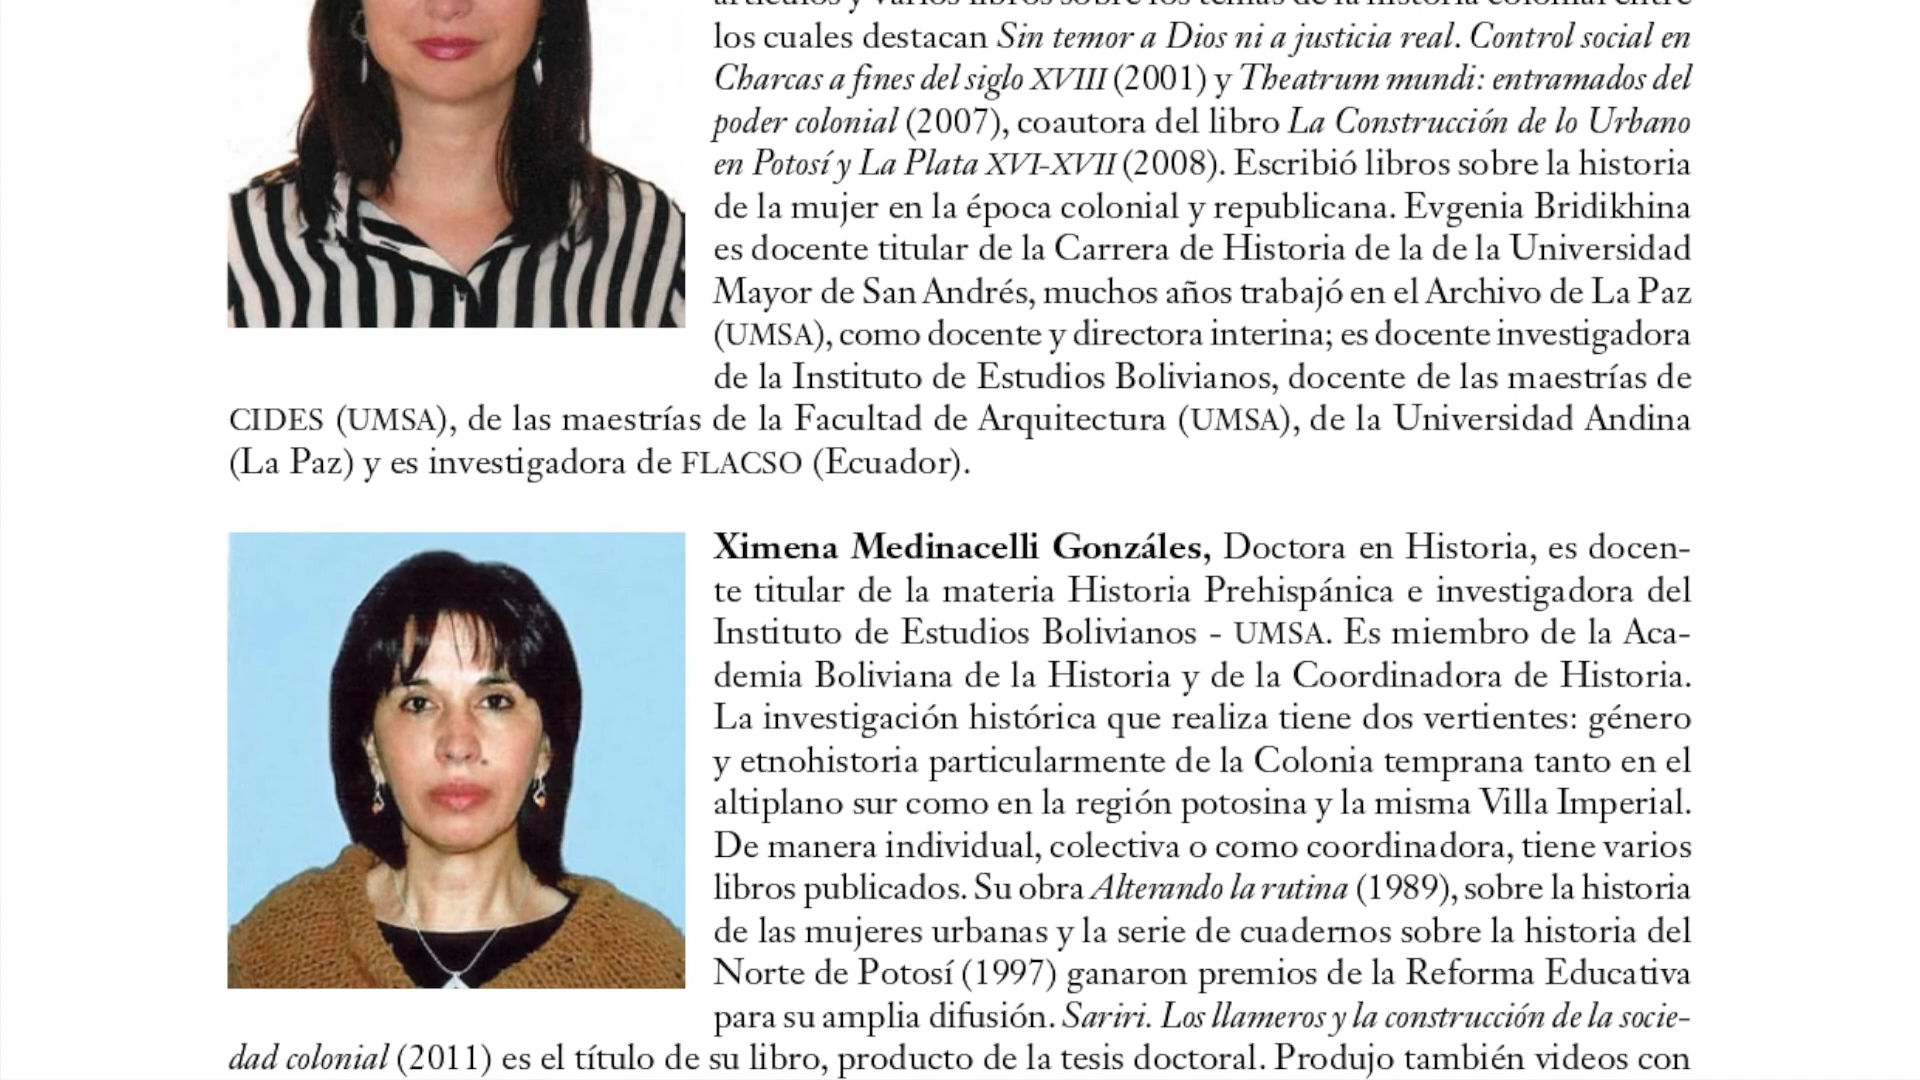 artículos y varios libros sobre los temas de la historia colonial entre
los cuales destacan Sin temor a Dios ni a justicia real. Control social en
Charcas a fines del siglo XVIII (2001) y Theatrum mundi: entramados del
poder colonial (2007), coautora del libro La Construcción de lo Urbano
en Potosí y La Plata XVI-XVII (2008). Escribió libros sobre la historia
de la mujer en la época colonial y republicana. Evgenia Bridikhina
es docente titular de la Carrera de Historia de la de la Universidad
Mayor de San Andrés, muchos años trabajó en el Archivo de La Paz
(UMSA), como docente y directora interina; es docente investigadora
de la Instituto de Estudios Bolivianos, docente de las maestrías de
CIDES (UMSA), de las maestrías de la Facultad de Arquitectura (UMSA), de la Universidad Andina
(La Paz) y es investigadora de FLACSO (Ecuador).
Ximena Medinacelli Gonzáles, Doctora en Historia, es docen-
te titular de la materia Historia Prehispánica e investigadora del
Instituto de Estudios Bolivianos - UMSA. Es miembro de la Aca-
demia Boliviana de la Historia y de la Coordinadora de Historia.
La investigación histórica que realiza tiene dos vertientes: género
y etnohistoria particularmente de la Colonia temprana tanto en el
altiplano sur como en la región potosina y la misma Villa Imperial.
De manera individual, colectiva o como coordinadora, tiene varios
libros publicados. Su obra Alterando la rutina (1989), sobre la historia
de las mujeres urbanas y la serie de cuadernos sobre la historia del
Norte de Potosí (1997) ganaron premios de la Reforma Educativa
para su amplia difusión. Sariri. Los llameros y la construcción de la socie-
dad colonial (2011) es el título de su libro, producto de la tesis doctoral. Produjo también videos con